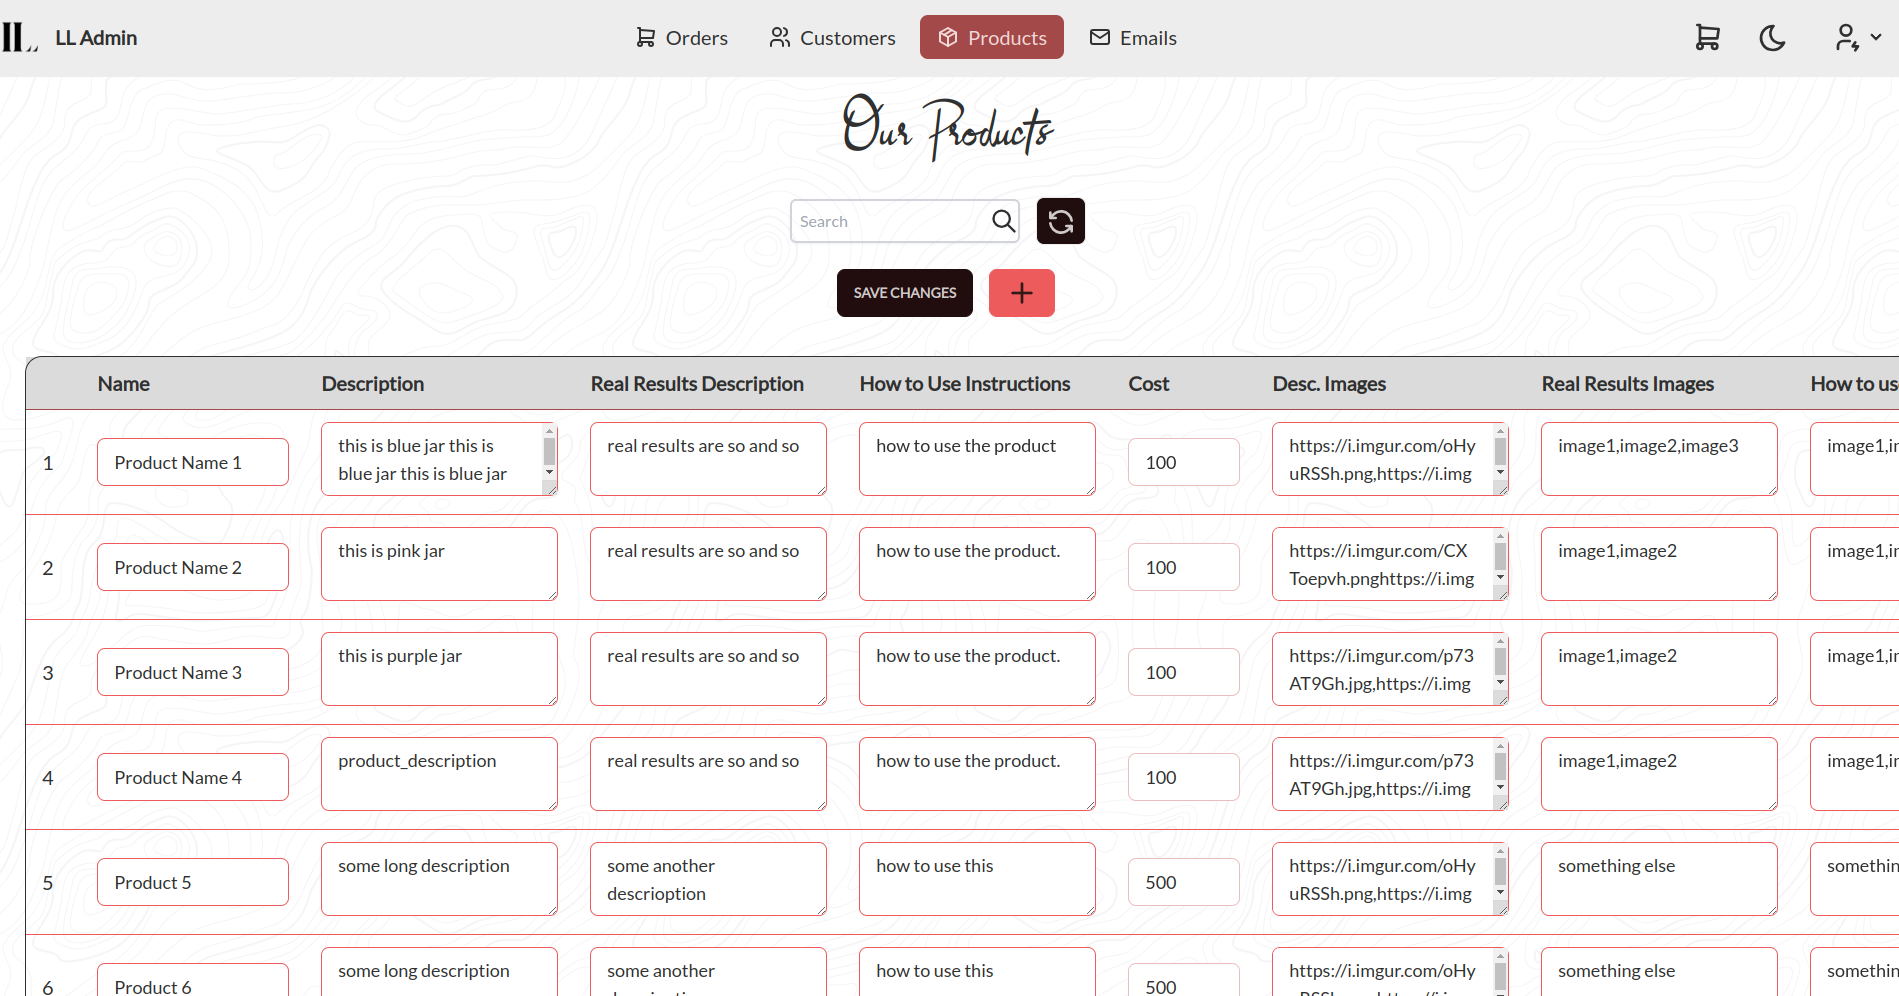 LL Admin Orders Customers Products Emails
Our Products
Search
SAVE CHANGES
Name Description Real Results Description How to Use Instructions Cost Desc. Images Real Results Images How to us
1 Product Name 1 this is blue jar this is blue jar this is blue jar real results are so and so how to use the product 100 https://i.imgur.com/oHyuRSSh.png,https://i.img image1,image2,image3 image1,im
2 Product Name 2 this is pink jar real results are so and so how to use the product. 100 https://i.imgur.com/CXToepvh.pnghttps://i.img image1,image2 image1,im
3 Product Name 3 this is purple jar real results are so and so how to use the product. 100 https://i.imgur.com/p73AT9Gh.jpg,https://i.img image1,image2 image1,im
4 Product Name 4 product_description real results are so and so how to use the product. 100 https://i.imgur.com/p73AT9Gh.jpg,https://i.img image1,image2 image1,im
5 Product 5 some long description some another descrioption how to use this 500 https://i.imgur.com/oHyuRSSh.png,https://i.img something else somethin
6 Product 6 some long description some another how to use this 500 https://i.imgur.com/oHy something else somethin